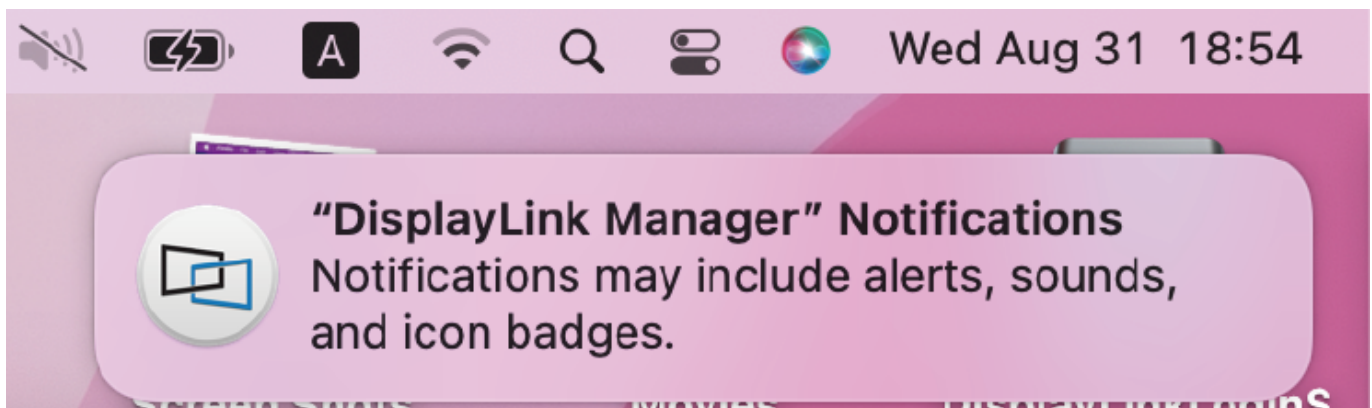 A
Wed Aug 31 18:54
“DisplayLink Manager” Notifications
Notifications may include alerts, sounds,
and icon badges.